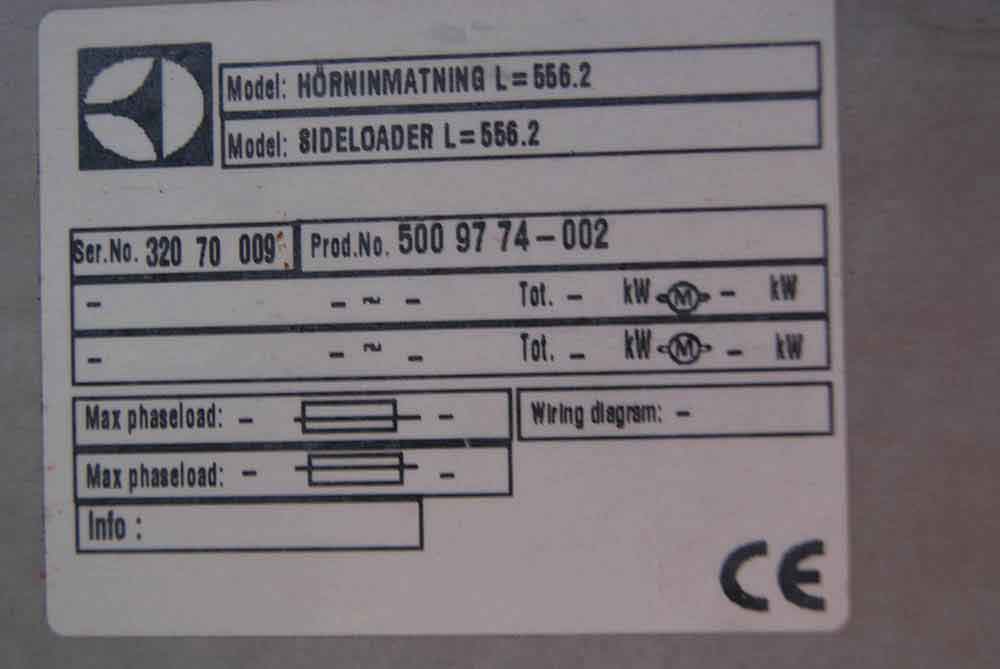 Model: HÖRNINMATNING L=556.2
Model: SIDELOADER L=556.2
Ser.No. 320 70 009 Prod.No. 500 97 74-002
- - ~ - Tot. - kW M - kW
- - ~ - Tot. - kW M - kW
Max phaseload: - - Wiring diagram: -
Max phaseload: - -
Info :
CE